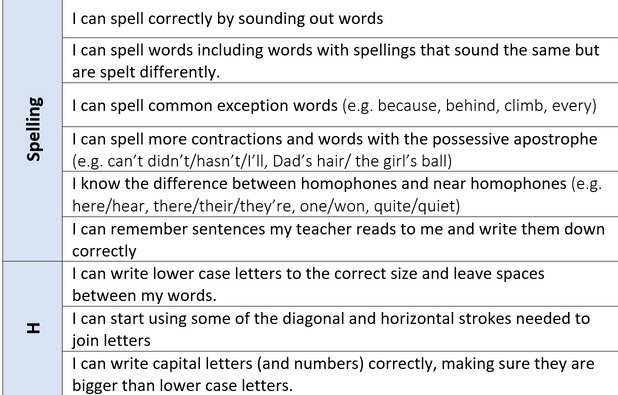 Spelling
I can spell correctly by sounding out words
I can spell words including words with spellings that sound the same but
are spelt differently.
I can spell common exception words (e.g. because, behind, climb, every)
I can spell more contractions and words with the possessive apostrophe
(e.g. can’t didn’t/hasn’t/I’ll, Dad’s hair/ the girl’s ball)
I know the difference between homophones and near homophones (e.g.
here/hear, there/their/they’re, one/won, quite/quiet)
I can remember sentences my teacher reads to me and write them down
correctly
H
I can write lower case letters to the correct size and leave spaces
between my words.
I can start using some of the diagonal and horizontal strokes needed to
join letters
I can write capital letters (and numbers) correctly, making sure they are
bigger than lower case letters.